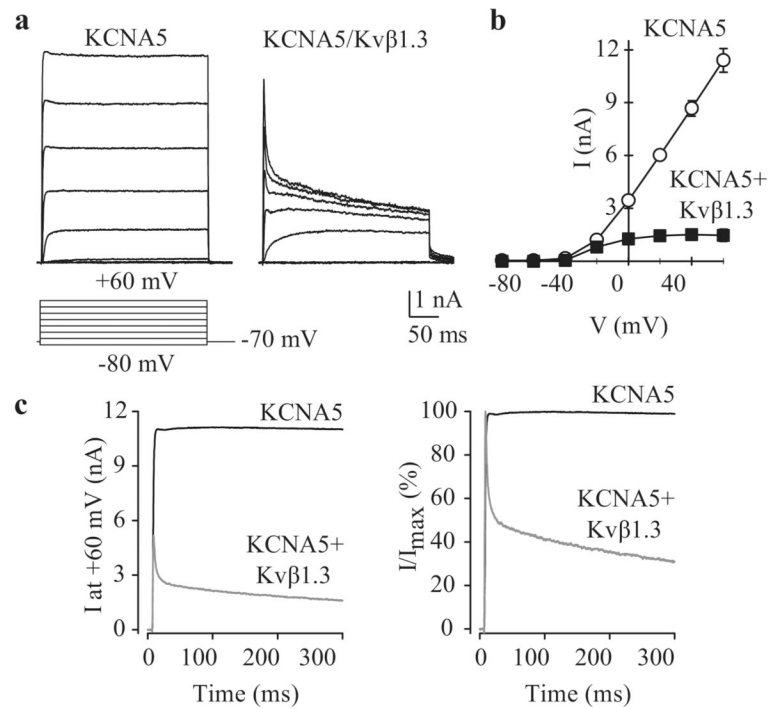 a
KCNA5
KCNA5/Kvβ1.3
+60 mV
-70 mV
-80 mV
1 nA
50 ms
b
KCNA5
12
9
6
3
I (nA)
KCNA5+
Kvβ1.3
-80
-40
0
40
V (mV)
c
KCNA5
12
9
6
3
0
I at +60 mV (nA)
KCNA5+
Kvβ1.3
0
100
200
300
Time (ms)
KCNA5
100
80
60
40
20
0
I/Imax (%)
KCNA5+
Kvβ1.3
0
100
200
300
Time (ms)